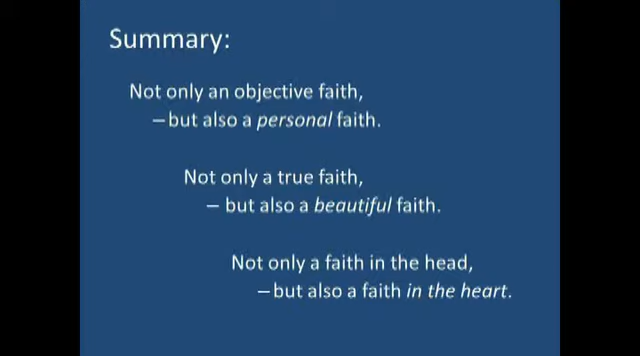 Summary:
Not only an objective faith,
– but also a personal faith.
Not only a true faith,
– but also a beautiful faith.
Not only a faith in the head,
– but also a faith in the heart.